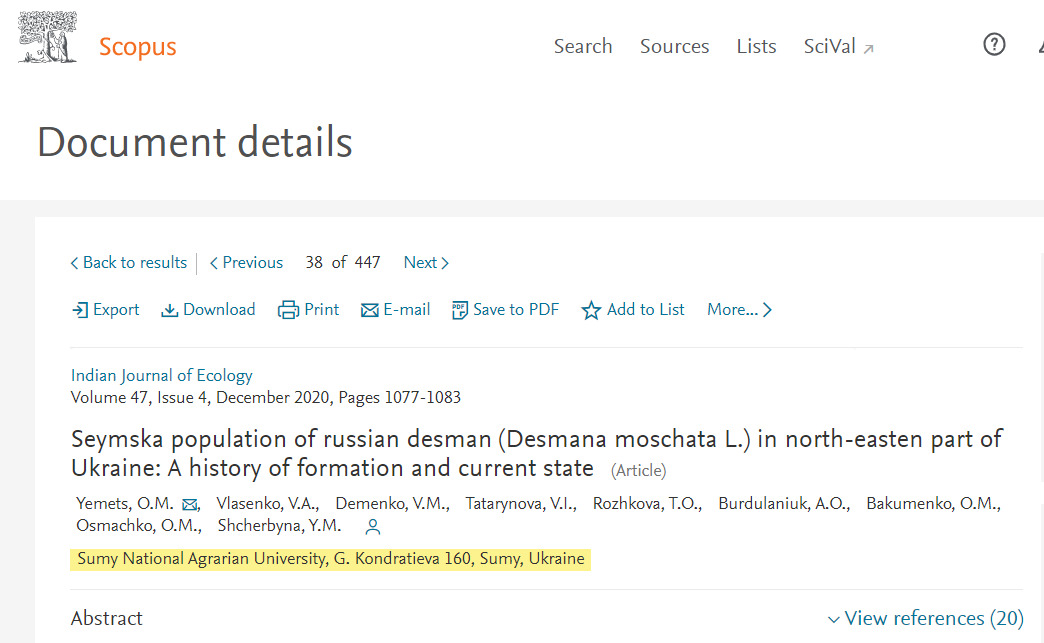 Scopus
Search Sources Lists SciVal ↗ ?
Document details
< Back to results | < Previous 38 of 447 Next >
Export Download Print E-mail PDF Save to PDF Add to List More... >
Indian Journal of Ecology
Volume 47, Issue 4, December 2020, Pages 1077-1083
Seymska population of russian desman (Desmana moschata L.) in north-easten part of
Ukraine: A history of formation and current state (Article)
Yemets, O.M. , Vlasenko, V.A., Demenko, V.M., Tatarynova, V.I., Rozhkova, T.O., Burdulaniuk, A.O., Bakumenko, O.M.,
Osmachko, O.M., Shcherbyna, Y.M.
Sumy National Agrarian University, G. Kondratieva 160, Sumy, Ukraine
Abstract View references (20)